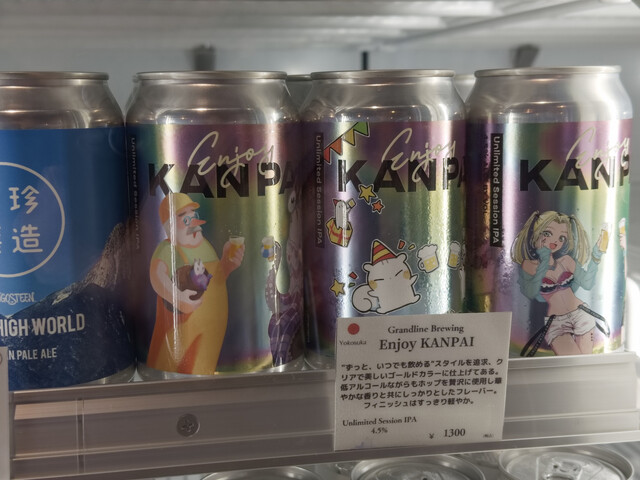 珍
造
HIGH WORLD
N PALE ALE
Unlimited Session IPA
Enjoy
KANPA
Unlimited Session IPA
Enjoy
KANPA
Unlimited Session IPA
Enjoy
KANP
Yokosuka
Grandline Brewing
Enjoy KANPAI
"ずっと、いつでも飲める"スタイルを追求、ク
リアで美しいゴールドカラーに仕上げてある。
低アルコールながらもホップを贅沢に使用し華
やかな香りと共にしっかりとしたフレーバー。
フィニッシュはすっきり軽やか。
Unlimited Session IPA
4.5%
¥ 1300